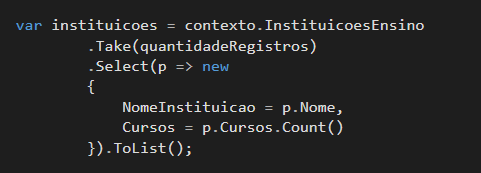 var instituicoes = contexto.InstituicoesEnsino
.Take(quantidadeRegistros)
.Select(p => new
{
NomeInstituicao = p.Nome,
Cursos = p.Cursos.Count()
}).ToList();